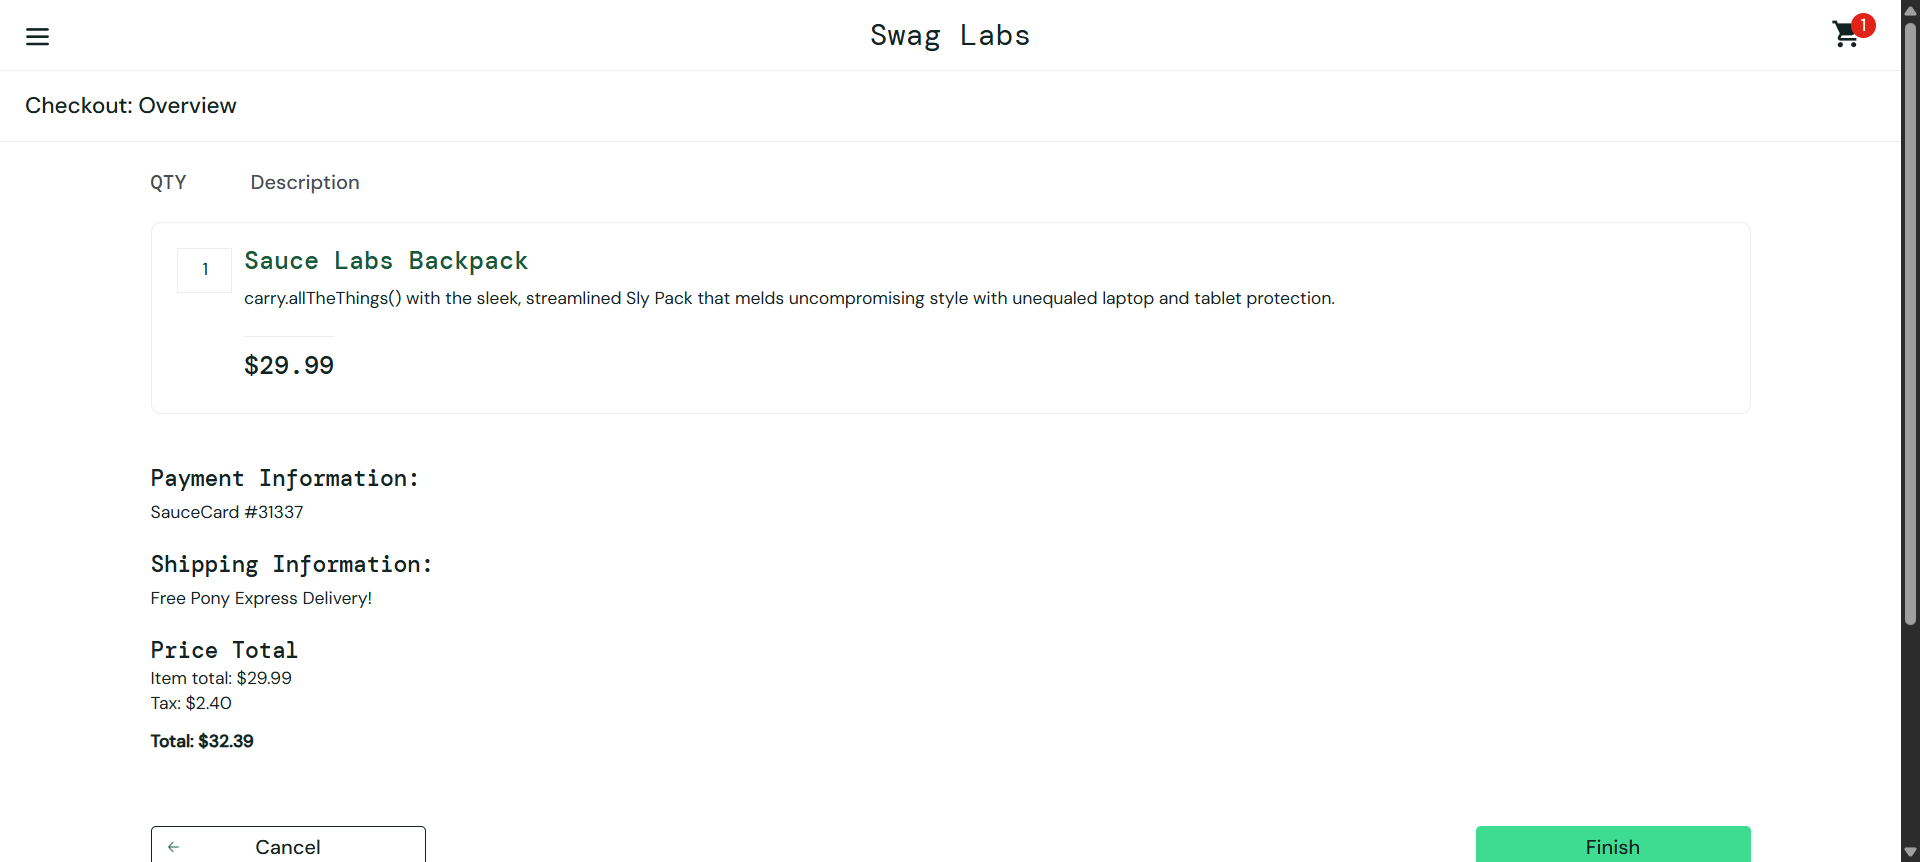 Swag Labs
1
Checkout: Overview
QTY Description
1
Sauce Labs Backpack
carry.allTheThings() with the sleek, streamlined Sly Pack that melds uncompromising style with unequaled laptop and tablet protection.
$29.99
Payment Information:
SauceCard #31337
Shipping Information:
Free Pony Express Delivery!
Price Total
Item total: $29.99
Tax: $2.40
Total: $32.39
Cancel
Finish